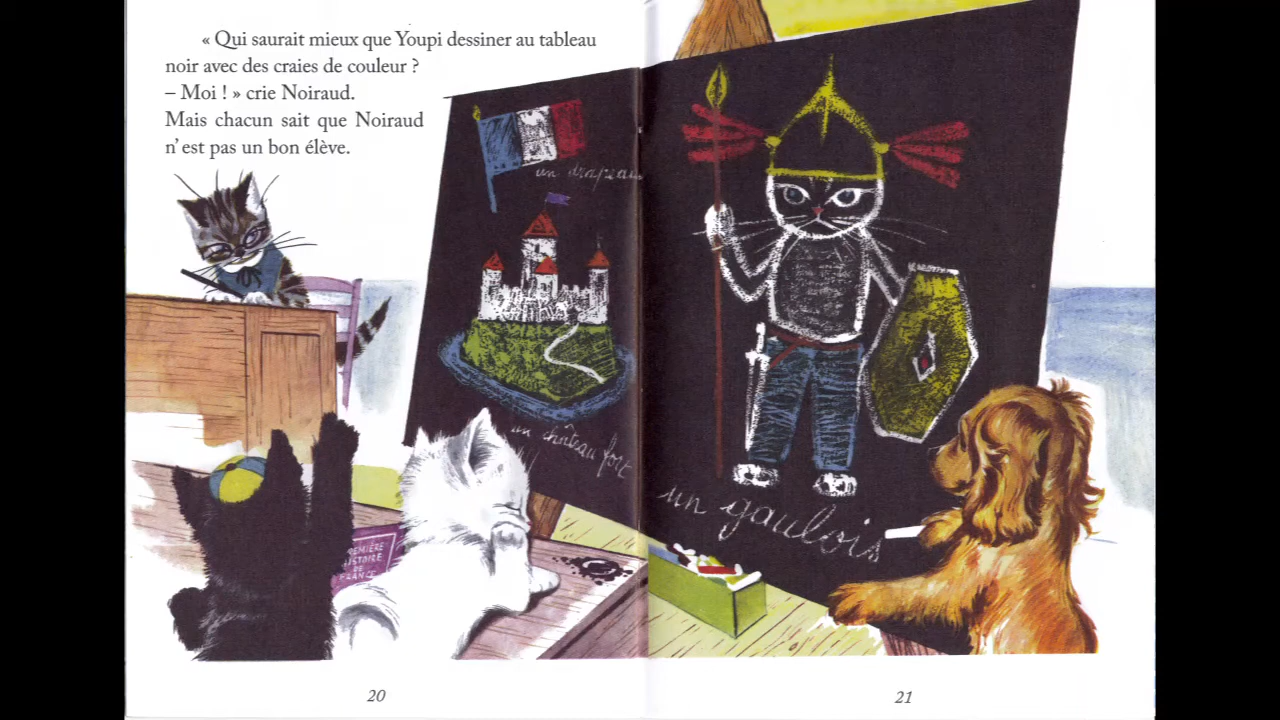 « Qui saurait mieux que Youpi dessiner au tableau
noir avec des craies de couleur ?
– Moi ! » crie Noiraud.
Mais chacun sait que Noiraud
n'est pas un bon élève.
un drapeau
un château fort
un gaulois
PREMIÈRE
HISTOIRE
DE
FRANCE
20
21